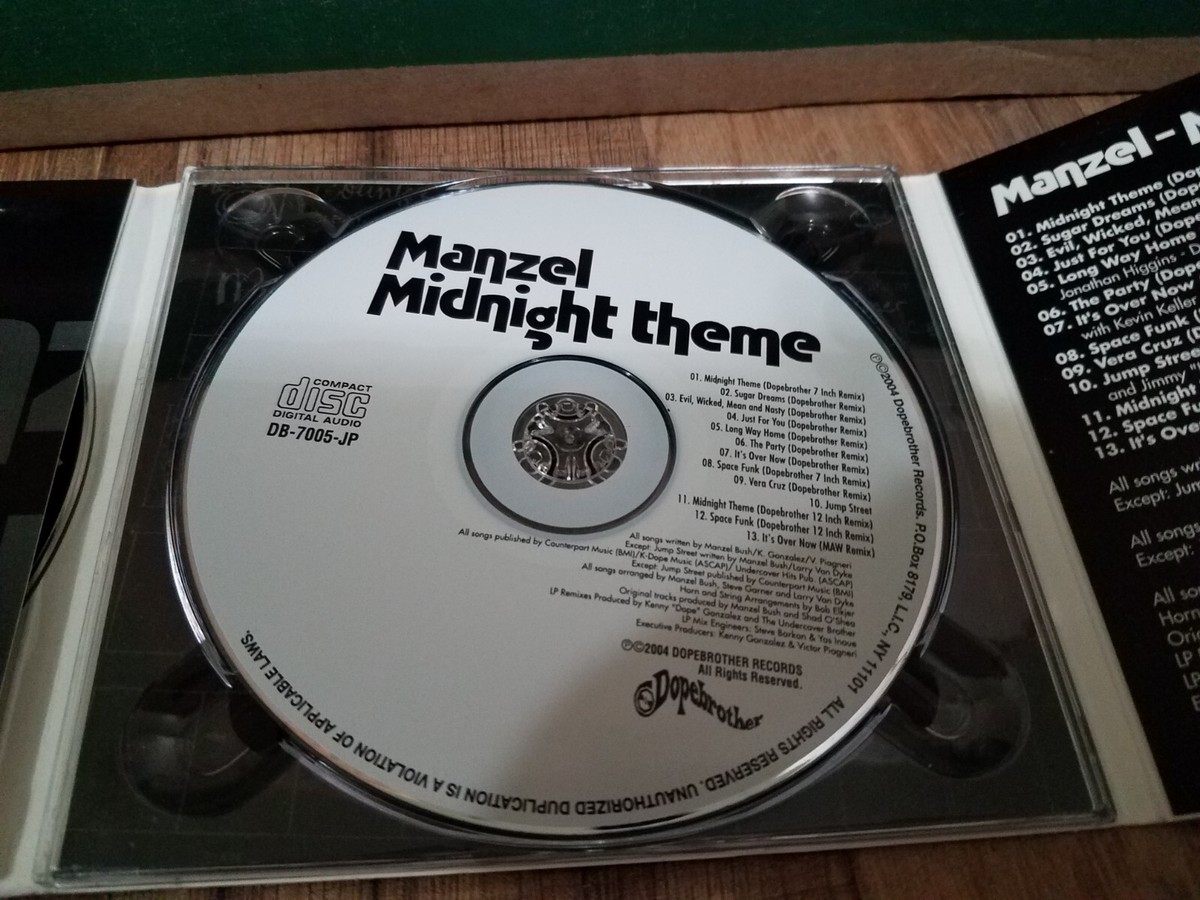 Manzel
Midnight theme
COMPACT
disc
DIGITAL AUDIO
DB-7005-JP
01. Midnight Theme (Dopebrother 7 Inch Remix)
02. Sugar Dreams (Dopebrother Remix)
03. Evil, Wicked, Mean and Nasty (Dopebrother Remix)
04. Just For You (Dopebrother Remix)
05. Long Way Home (Dopebrother Remix)
06. The Party (Dopebrother Remix)
07. It's Over Now (Dopebrother Remix)
08. Space Funk (Dopebrother 7 Inch Remix)
09. Vera Cruz (Dopebrother Remix)
10. Jump Street
11. Midnight Theme (Dopebrother 12 Inch Remix)
12. Space Funk (Dopebrother 12 Inch Remix)
13. It's Over Now (MAW Remix)
All songs written by Manzel Bush/K. Gonzalez/V. Piagneri
Except: Jump Street written by Manzel Bush/Larry Van Dyke
All songs published by Counterpart Music (BMI)/K-Dope Music (ASCAP)/ Undercover Hits Pub. (ASCAP)
Except: Jump Street published by Counterpart Music (BMI)
All songs arranged by Manzel Bush, Steve Garner and Larry Van Dyke
Horn and String Arrangements by Bob Elkjer
Original tracks produced by Manzel Bush and Shad O'Shea
LP Remixes Produced by Kenny "Dope" Gonzalez and The Undercover Brother
LP Mix Engineers: Steve Barkan & Yas Inoue
Executive Producers: Kenny Gonzalez & Victor Piagneri
℗©2004 DOPEBROTHER RECORDS
All Rights Reserved.
Dopebrother
℗©2004 Dopebrother Records. P.O.Box 8179. L.I.C., NY 11101 ALL RIGHTS RESERVED. UNAUTHORIZED DUPLICATION IS A VIOLATION OF APPLICABLE LAWS.
Manzel -
01. Midnight Theme
02. Sugar Dreams
03. Evil, Wicked, Mean
04. Just For You
05. Long Way Home
Jonathan Higgins -
06. The Party
07. It's Over Now
with Kevin
08. Space Funk
09. Vera Cruz
10. Jump Street
and Jimmy
11. Midnight
12. Space
13. It's Over
All songs
Except:
All songs
Except:
All
LP
LP